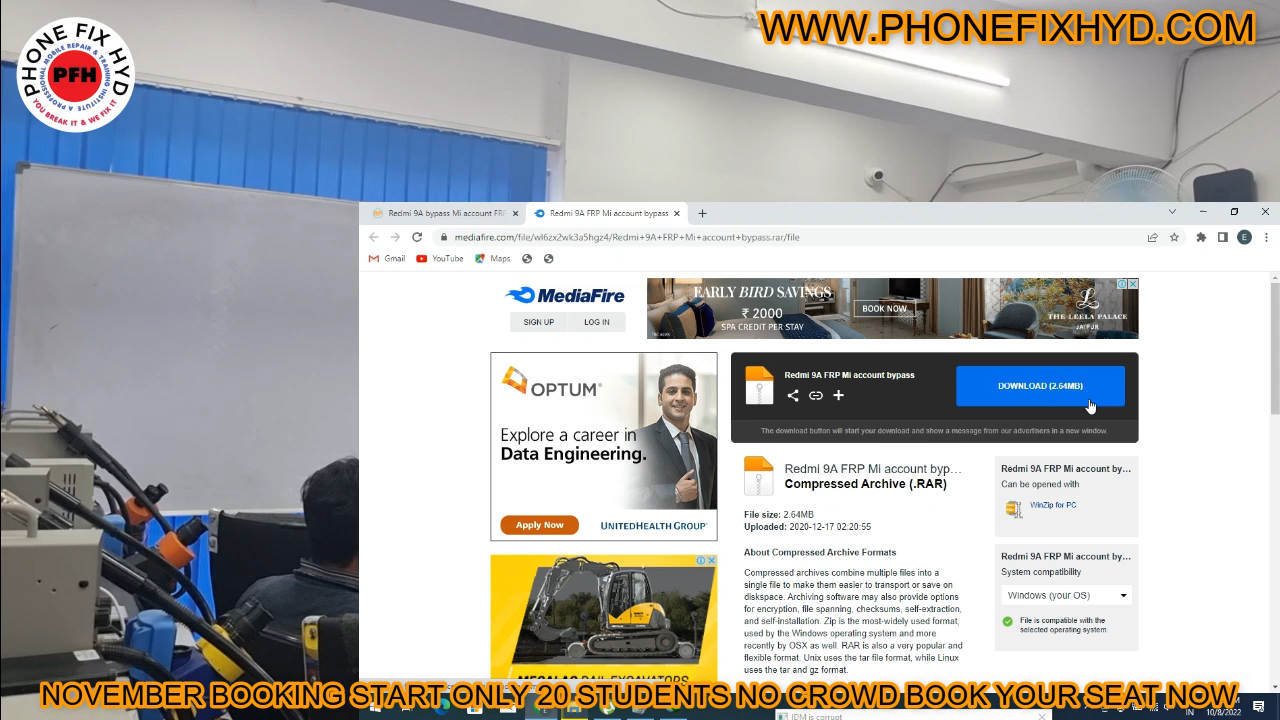 WWW.PHONEFIXHYD.COM
PHONE FIX HYD
PROFESSIONAL MOBILE REPAIR & TRAINING INSTITUTE
PFH
YOU BREAK IT & WE FIX IT
Redmi 9A bypass Mi account FRP
Redmi 9A FRP Mi account bypass
mediafire.com/file/wl6zx2wk3a5hgz4/Redmi+9A+FRP+Mi+account+bypass.rar/file
E
Gmail YouTube Maps
MediaFire
SIGN UP LOG IN
EARLY BIRD SAVINGS
₹ 2000
SPA CREDIT PER STAY
BOOK NOW
THE LEELA PALACE
JAIPUR
OPTUM®
Explore a career in
Data Engineering.
Apply Now
UNITEDHEALTH GROUP®
Redmi 9A FRP Mi account bypass
DOWNLOAD (2.64MB)
The download button will start your download and show a message from our advertisers in a new window.
Redmi 9A FRP Mi account byp...
Compressed Archive (.RAR)
File size: 2.64MB
Uploaded: 2020-12-17 02:20:55
About Compressed Archive Formats
Compressed archives combine multiple files into a
single file to make them easier to transport or save on
diskspace. Archiving software may also provide options
for encryption, file spanning, checksums, self-extraction,
and self-installation. Zip is the most-widely used format,
used by the Windows operating system and more
recently by OSX as well. RAR is also a very popular and
flexible format. Unix uses the tar file format, while Linux
uses the tar and gz format.
Redmi 9A FRP Mi account by...
Can be opened with
WinZip for PC
Redmi 9A FRP Mi account by...
System compatibility
Windows (your OS)
File is compatible with the
selected operating system.
NOVEMBER BOOKING START ONLY 20 STUDENTS NO CROWD BOOK YOUR SEAT NOW
IN 10/8/2022
IDM is corrupt